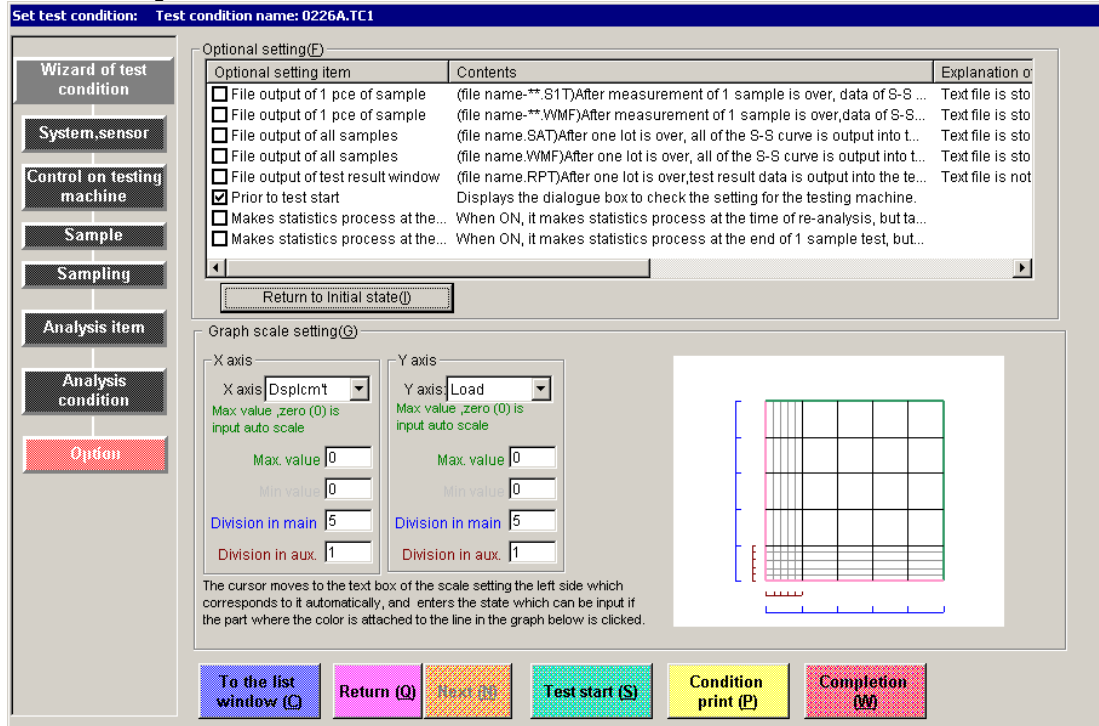 Set test condition: Test condition name: 0226A.TC1
Wizard of test
condition
System,sensor
Control on testing
machine
Sample
Sampling
Analysis item
Analysis
condition
Option
Optional setting(F)
Optional setting item Contents Explanation o
File output of 1 pce of sample (file name-**.S1T)After measurement of 1 sample is over, data of S-S ... Text file is sto
File output of 1 pce of sample (file name-**.WMF)After measurement of 1 sample is over,data of S-S... Text file is sto
File output of all samples (file name.SAT)After one lot is over, all of the S-S curve is output into t... Text file is sto
File output of all samples (file name.WMF)After one lot is over, all of the S-S curve is output into t... Text file is sto
File output of test result window (file name.RPT)After one lot is over,test result data is output into the te... Text file is not
Prior to test start Displays the dialogue box to check the setting for the testing machine.
Makes statistics process at the... When ON, it makes statistics process at the time of re-analysis, but ta...
Makes statistics process at the... When ON, it makes statistics process at the end of 1 sample test, but...
Return to Initial state(I)
Graph scale setting(G)
X axis
X axis Dsplcm't
Max value ,zero (0) is
input auto scale
Max. value 0
Min value 0
Division in main 5
Division in aux. 1
Y axis
Y axis: Load
Max value ,zero (0) is
input auto scale
Max. value 0
Min value 0
Division in main 5
Division in aux. 1
The cursor moves to the text box of the scale setting the left side which
corresponds to it automatically, and enters the state which can be input if
the part where the color is attached to the line in the graph below is clicked.
To the list
window (C)
Return (Q)
Next (N)
Test start (S)
Condition
print (P)
Completion
(W)